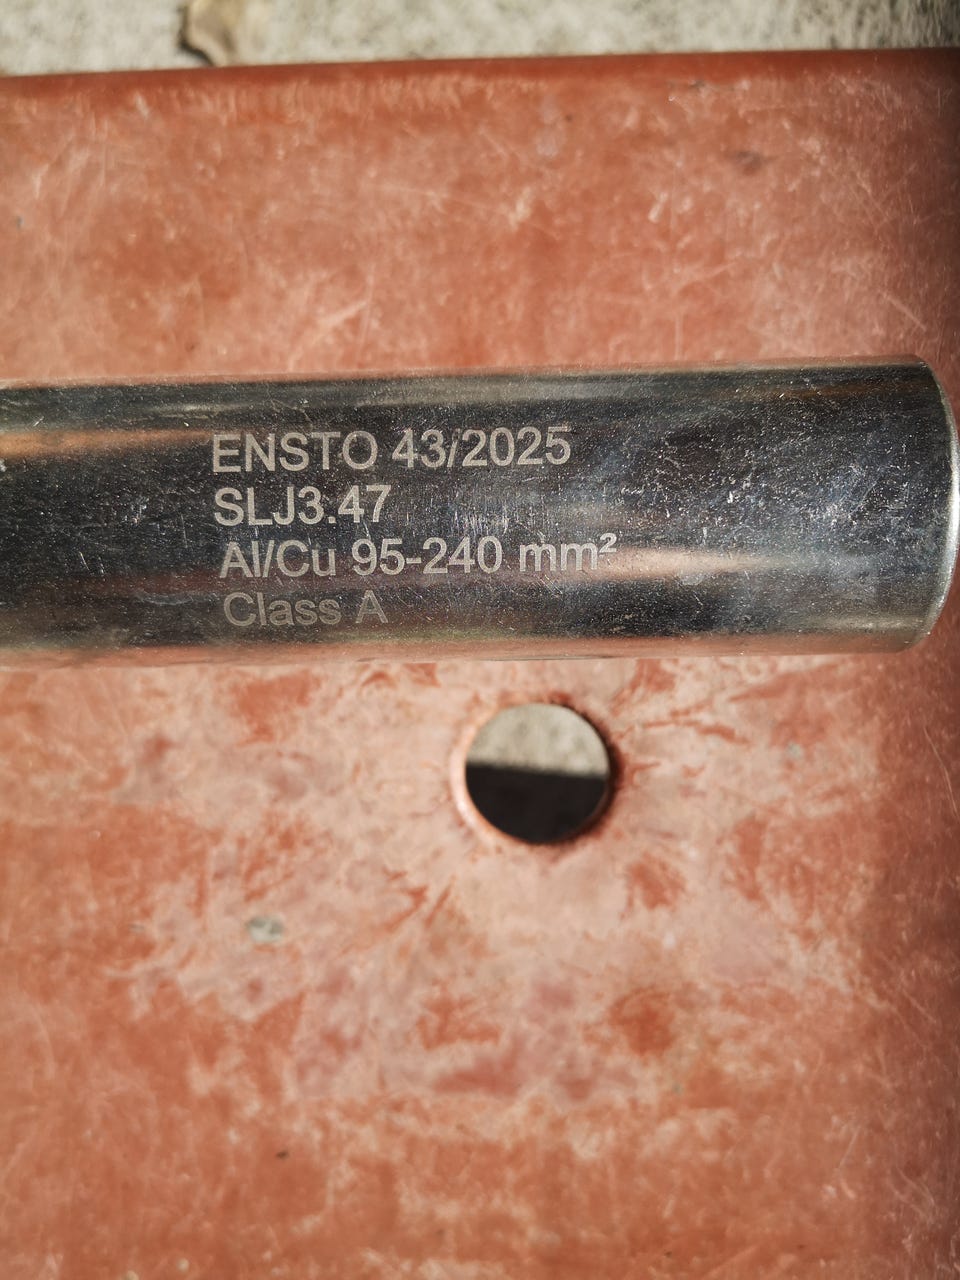 ENSTO 43/2025
SLJ3.47
Al/Cu 95-240 mm²
Class A